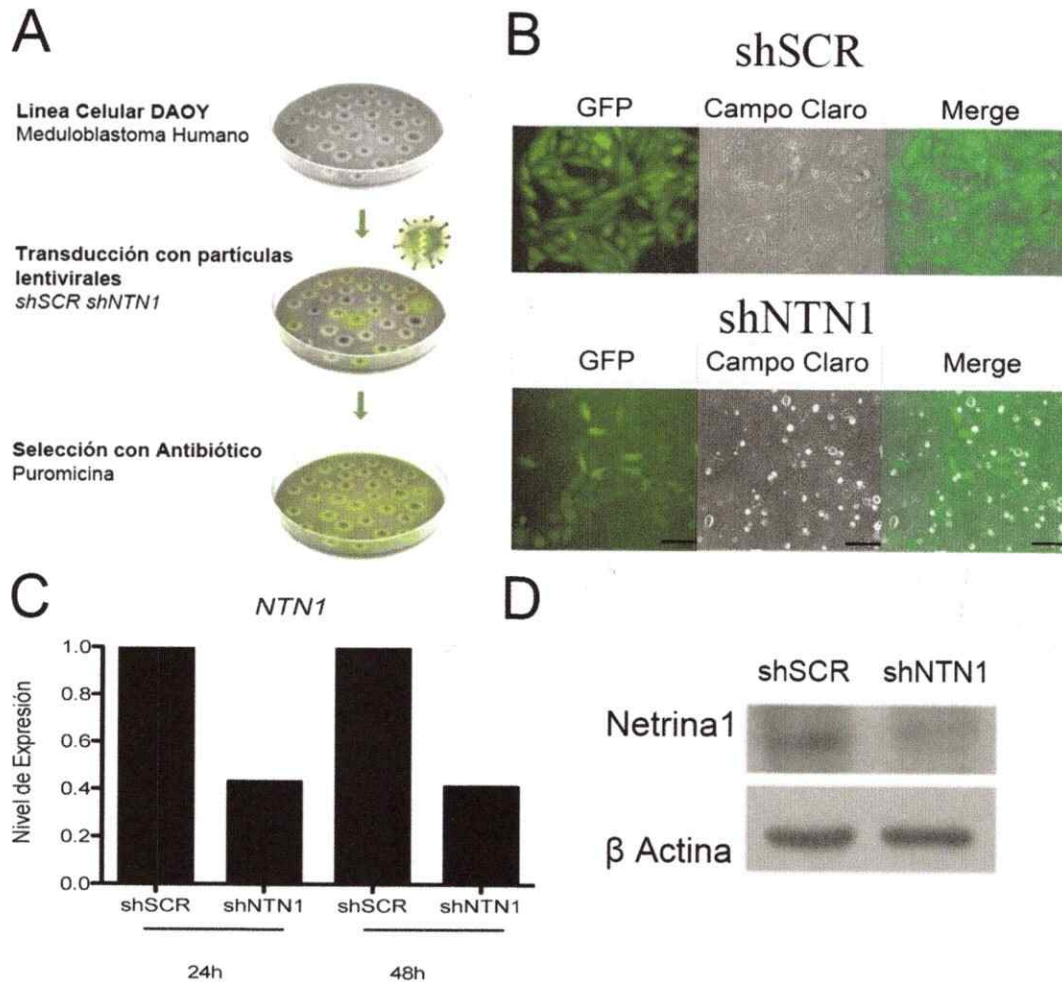 A
Linea Celular DAOY
Meduloblastoma Humano
Transducción con partículas
lentivirales
shSCR shNTN1
Selección con Antibiótico
Puromicina
B
shSCR
GFP Campo Claro Merge
shNTN1
GFP Campo Claro Merge
C
NTN1
Nivel de Expresión
1.0
0.8
0.6
0.4
0.2
0.0
shSCR shNTN1 shSCR shNTN1
24h 48h
D
shSCR shNTN1
Netrina1
β Actina